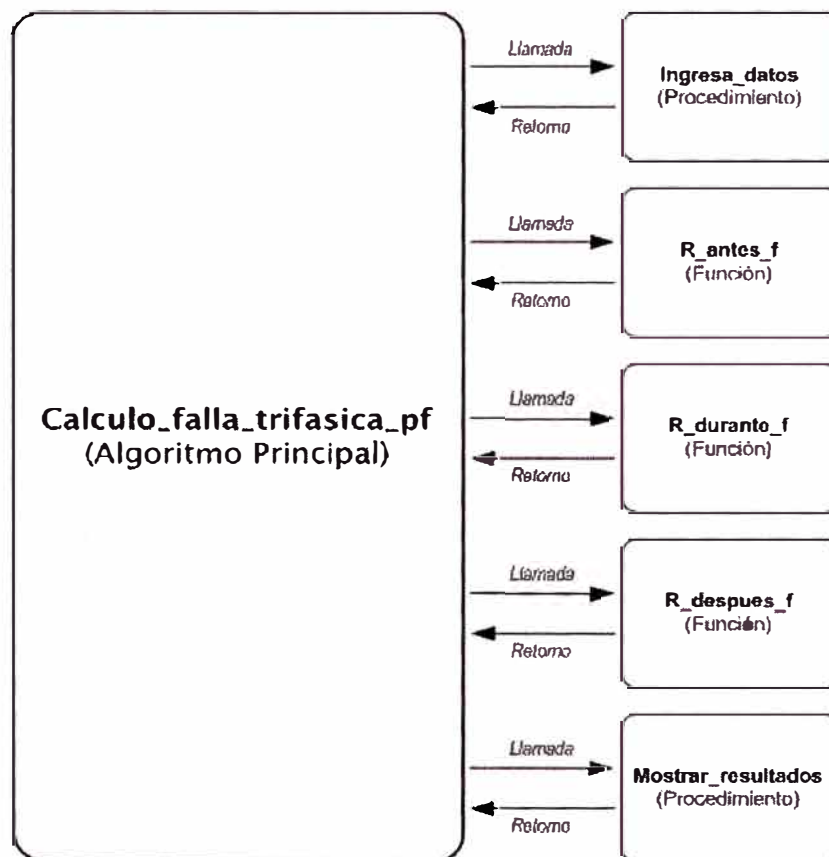 Llamada
Ingresa_datos
(Procedimiento)
Retorno
Llamada
R_antes_f
(Función)
Retorno
Calculo_falla_trifasica_pf
(Algoritmo Principal)
Llamada
R_durante_f
(Función)
Retorno
Llamada
R_despues_f
(Función)
Retorno
Llamada
Mostrar_resultados
(Procedimiento)
Retorno